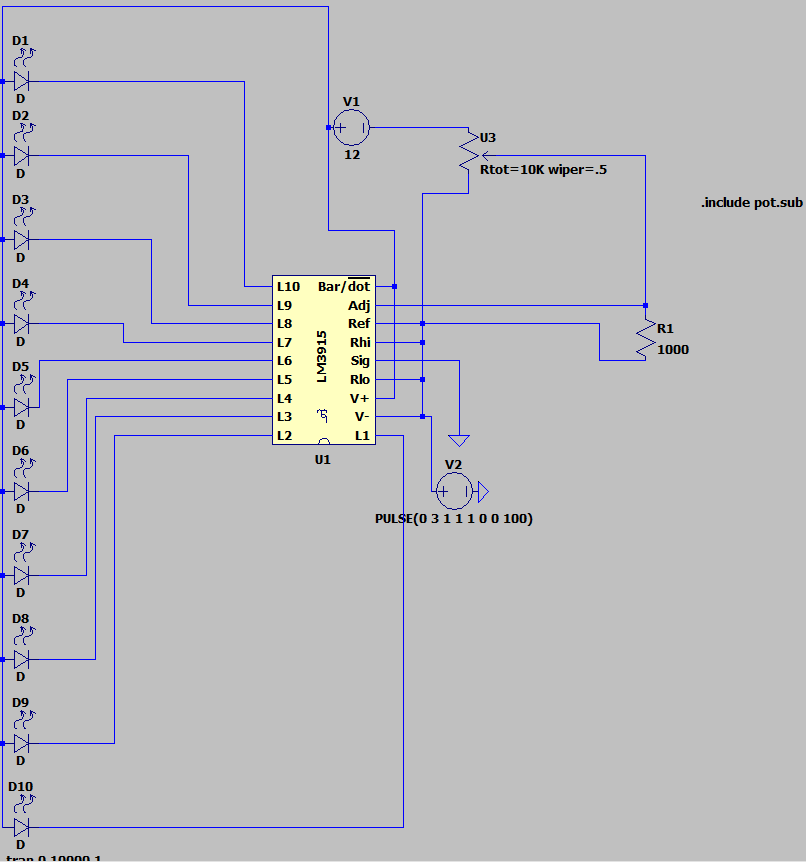 D1
D
D2
D
D3
D
D4
D
D5
D
D6
D
D7
D
D8
D
D9
D
D10
D
tran 0 10000 1
V1
+
12
U3
Rtot=10K wiper=.5
.include pot.sub
L10 Bar/dot
L9 Adj
L8 Ref
L7 Rhi
L6 Sig
L5 Rlo
L4 V+
L3 V-
L2 L1
LM3915
U1
R1
1000
V2
+
PULSE(0 3 1 1 1 0 0 100)